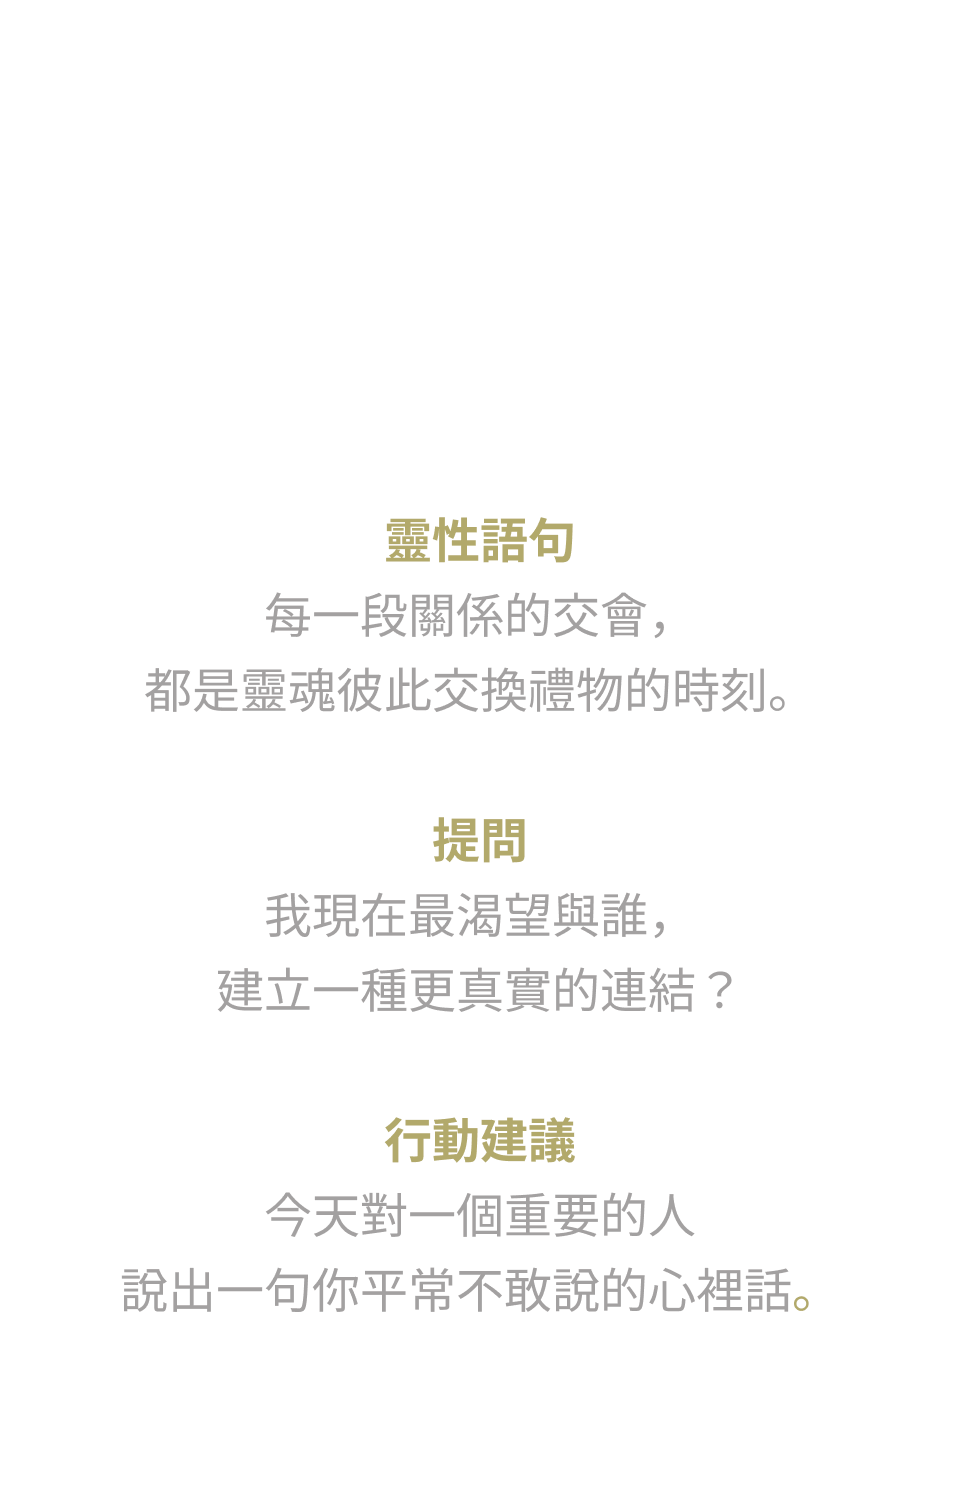 靈性語句
每一段關係的交會，
都是靈魂彼此交換禮物的時刻。
提問
我現在最渴望與誰，
建立一種更真實的連結？
行動建議
今天對一個重要的人
說出一句你平常不敢說的心裡話。